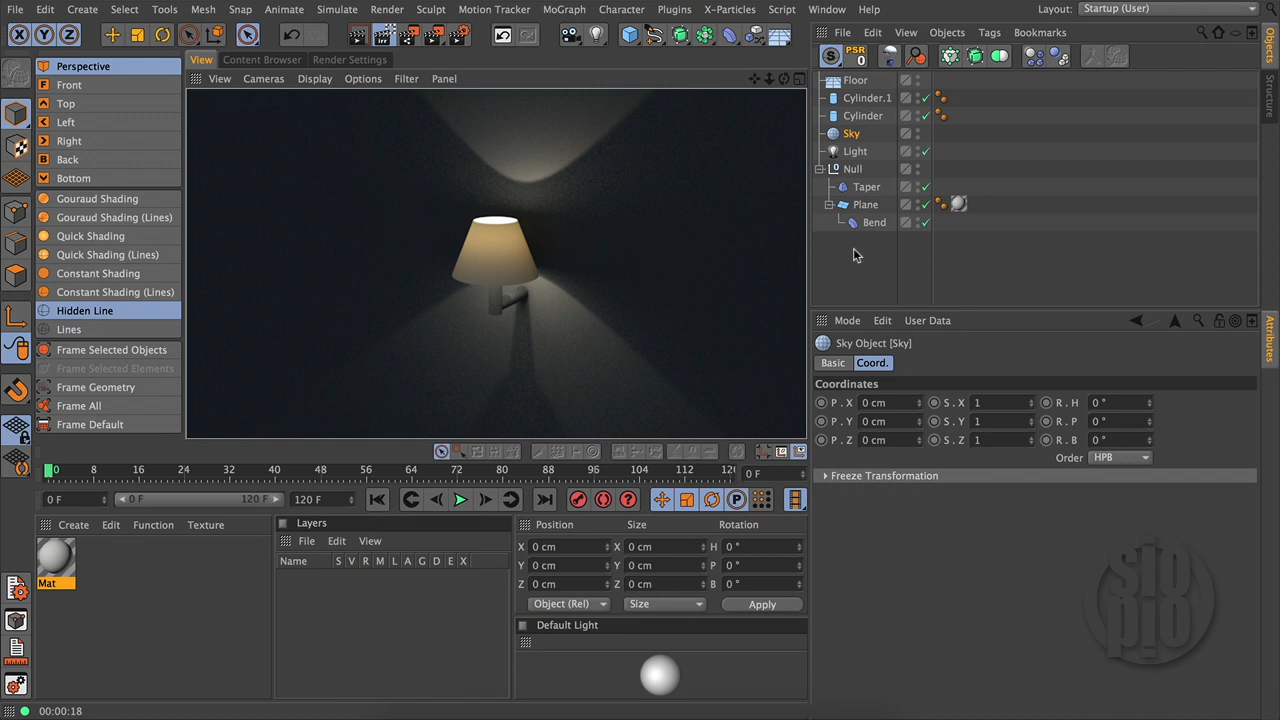 File Edit Create Select Tools Mesh Snap Animate Simulate Render Sculpt Motion Tracker MoGraph Character Plugins X-Particles Script Window Help Layout: Startup (User)
X Y Z
PSR
0
View Content Browser Render Settings
View Cameras Display Options Filter Panel
Perspective
F Front
T Top
L Left
R Right
B Back
B Bottom
Gouraud Shading
Gouraud Shading (Lines)
Quick Shading
Quick Shading (Lines)
Constant Shading
Constant Shading (Lines)
Hidden Line
Lines
Frame Selected Objects
Frame Selected Elements
Frame Geometry
Frame All
Frame Default
File Edit View Objects Tags Bookmarks
Floor
Cylinder.1
Cylinder
Sky
Light
Null
Taper
Plane
Bend
Objects
Structure
Mode Edit User Data
Sky Object [Sky]
Basic Coord.
Coordinates
P . X 0 cm S . X 1 R . H 0 °
P . Y 0 cm S . Y 1 R . P 0 °
P . Z 0 cm S . Z 1 R . B 0 °
Order HPB
Freeze Transformation
Attributes
0 8 16 24 32 40 48 56 64 72 80 88 96 104 112 120 0 F
0 F 0 F 120 F 120 F
Create Edit Function Texture
Mat
Layers
File Edit View
Name S V R M L A G D E X
Position Size Rotation
X 0 cm X 0 cm H 0 °
Y 0 cm Y 0 cm P 0 °
Z 0 cm Z 0 cm B 0 °
Object (Rel) Size Apply
Default Light
00:00:18